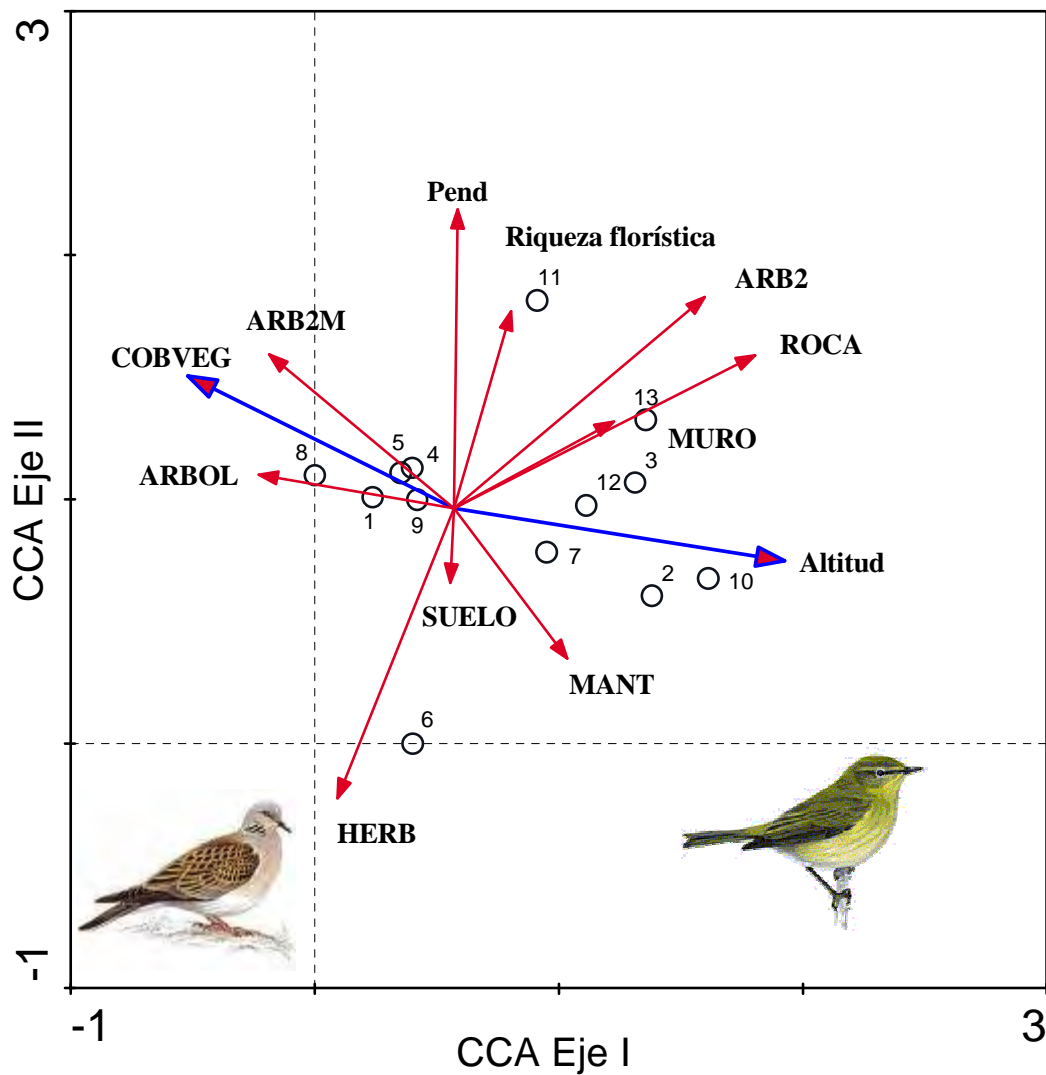 3
Pend
Riqueza florística
11
ARB2
ARB2M
ROCA
COBVEG
13
MURO
5
4
8
ARBOL
3
12
1
9
7
Altitud
2
10
SUELO
MANT
6
HERB
CCA Eje II
-1
-1
3
CCA Eje I